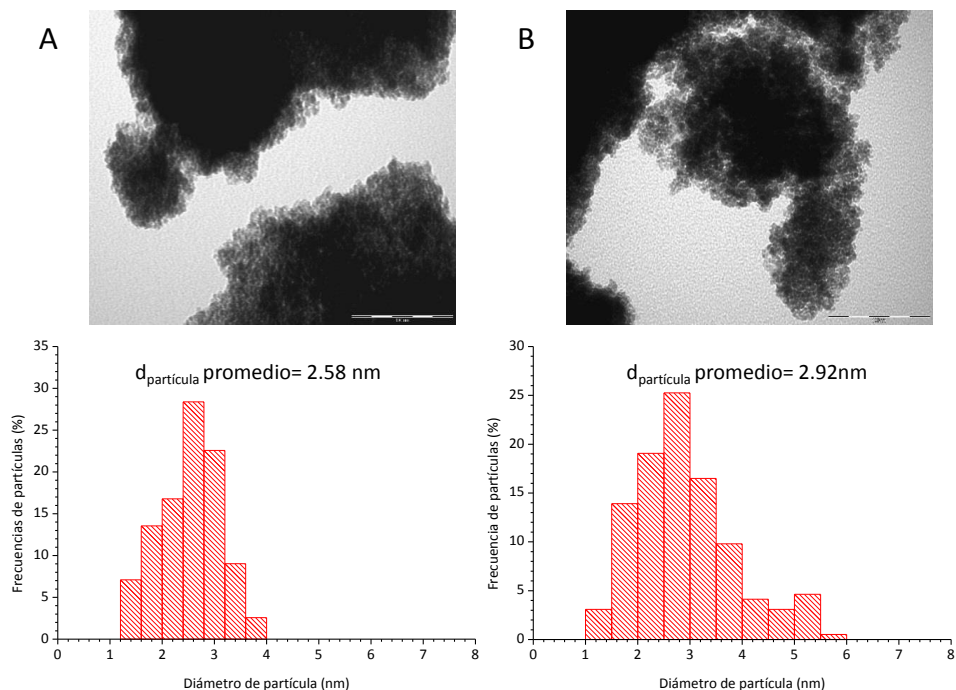 A
B
d partícula promedio= 2.58 nm
Frecuencias de partículas (%)
35
30
25
20
15
10
5
0
0 1 2 3 4 5 6 7 8
Diámetro de partícula (nm)
d partícula promedio= 2.92nm
Frecuencia de partículas (%)
30
25
20
15
10
5
0
0 1 2 3 4 5 6 7 8
Diámetro de partícula (nm)